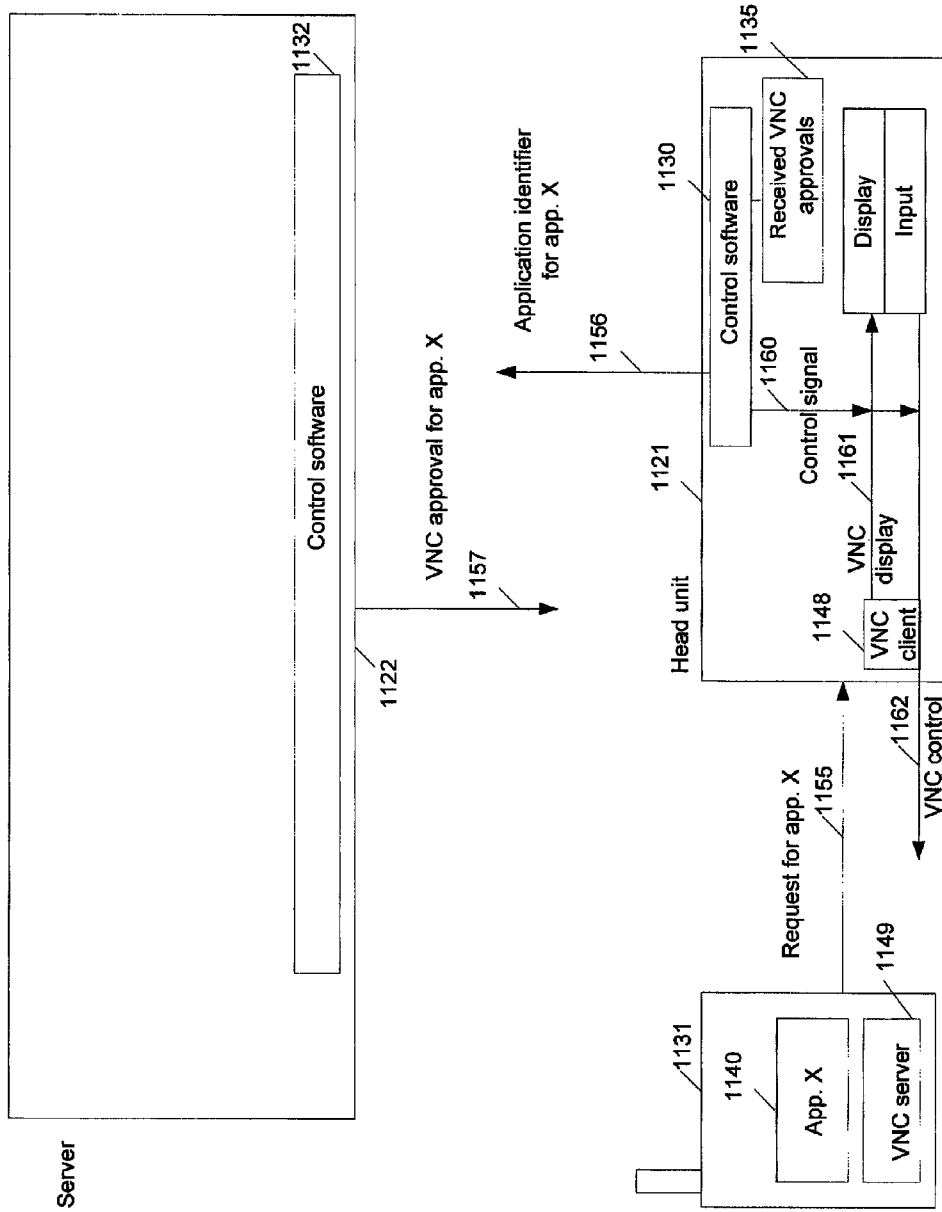 Server
Control software
1132
1122
VNC approval for app. X
1157
Application identifier
for app. X
1156
1131
1140
App. X
VNC server
1149
Request for app. X
1155
Head unit
1121
1130
Control software
Received VNC
approvals
1135
1160
Control signal
1148
VNC
client
VNC
display
1161
Display
Input
1162
VNC control